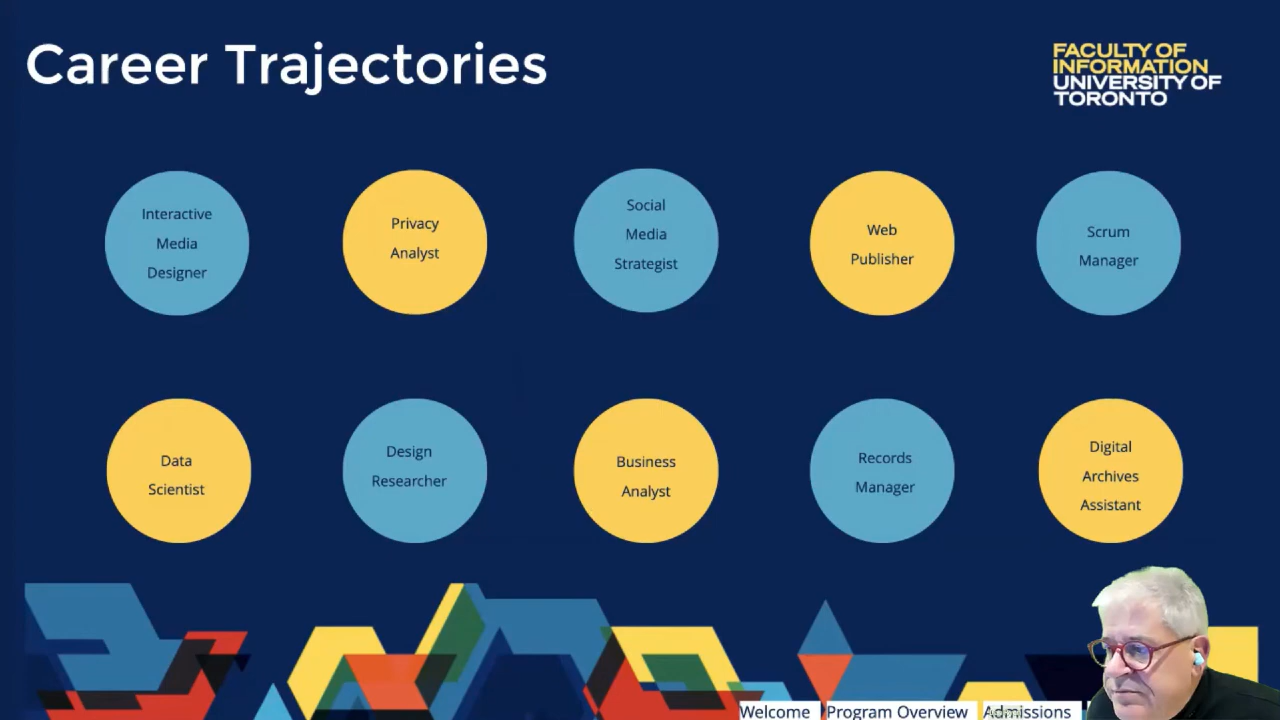 Career Trajectories
FACULTY OF
INFORMATION
UNIVERSITY OF
TORONTO
Interactive
Media
Designer
Privacy
Analyst
Social
Media
Strategist
Web
Publisher
Scrum
Manager
Data
Scientist
Design
Researcher
Business
Analyst
Records
Manager
Digital
Archives
Assistant
Welcome
Program Overview
Admissions